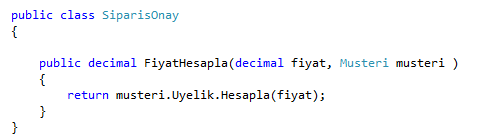 public class SiparisOnay
{
public decimal FiyatHesapla(decimal fiyat, Musteri musteri )
{
return musteri.Uyelik.Hesapla(fiyat);
}
}